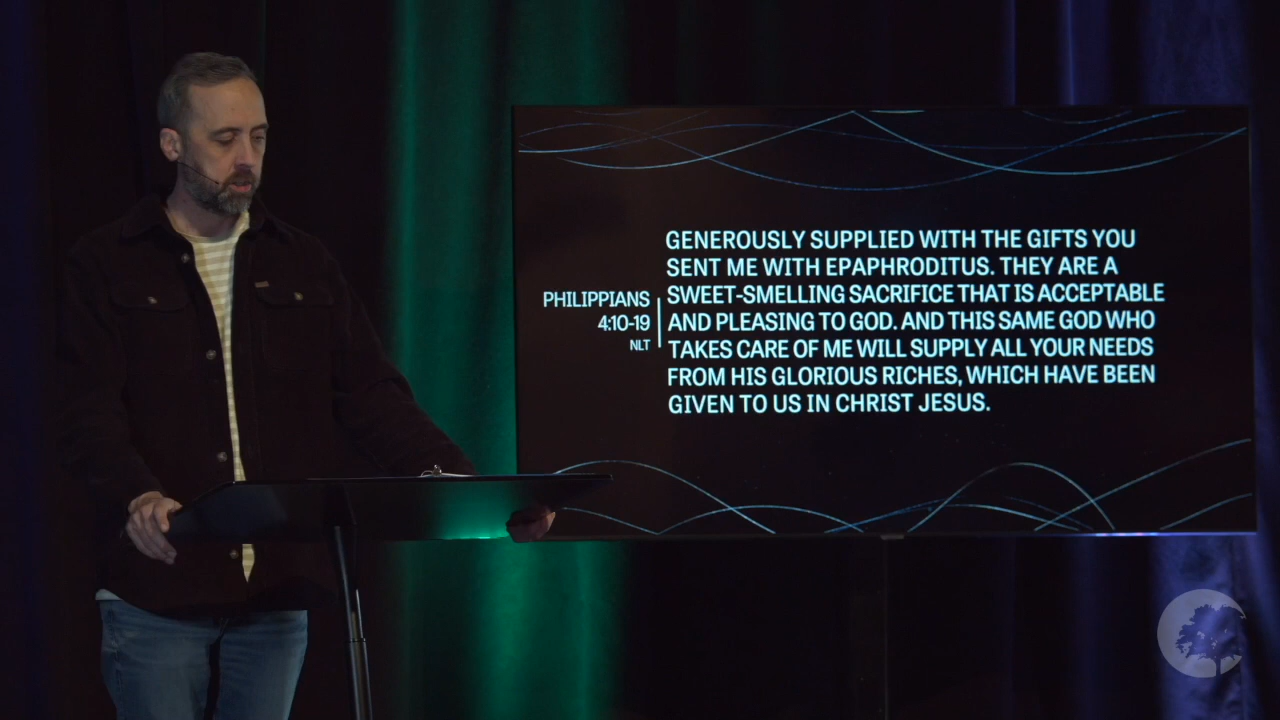 PHILIPPIANS
4:10-19
NLT
GENEROUSLY SUPPLIED WITH THE GIFTS YOU
SENT ME WITH EPAPHRODITUS. THEY ARE A
SWEET-SMELLING SACRIFICE THAT IS ACCEPTABLE
AND PLEASING TO GOD. AND THIS SAME GOD WHO
TAKES CARE OF ME WILL SUPPLY ALL YOUR NEEDS
FROM HIS GLORIOUS RICHES, WHICH HAVE BEEN
GIVEN TO US IN CHRIST JESUS.